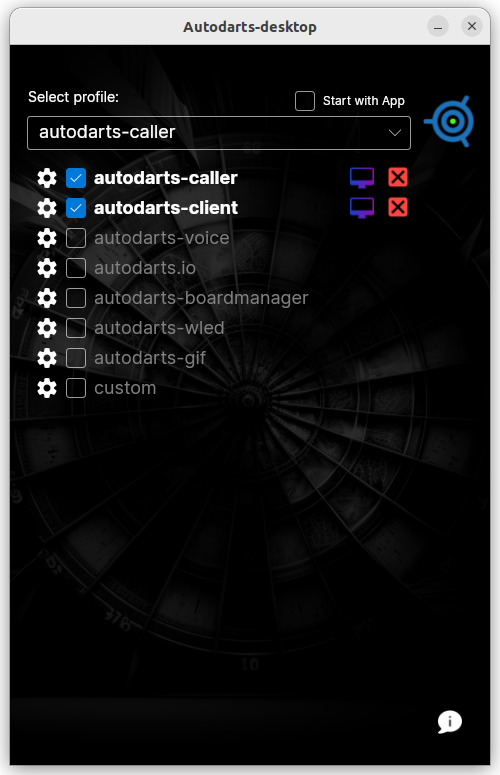 Autodarts-desktop
Select profile:
Start with App
autodarts-caller
autodarts-caller
autodarts-client
autodarts-voice
autodarts.io
autodarts-boardmanager
autodarts-wled
autodarts-gif
custom
10